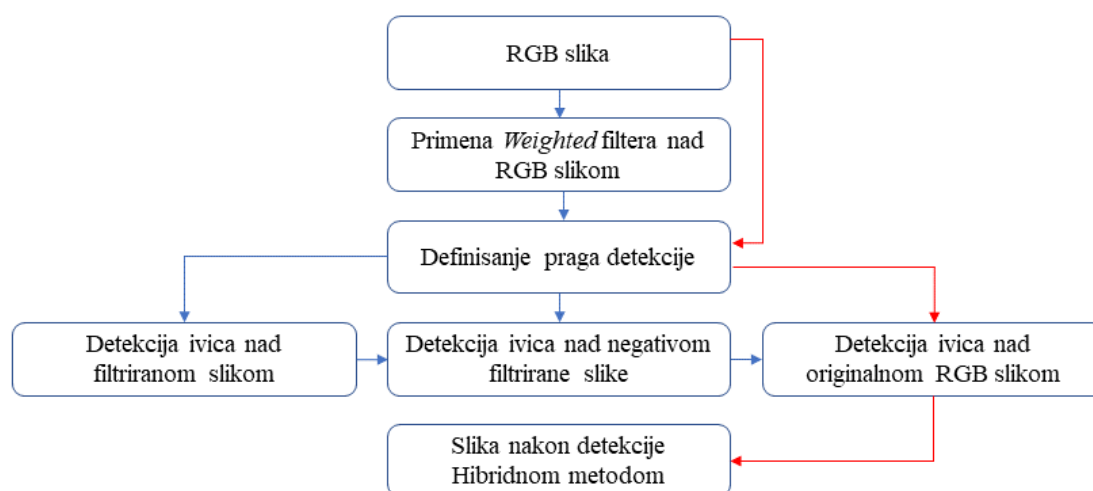 RGB slika
Primena Weighted filtera nad
RGB slikom
Definisanje praga detekcije
Detekcija ivica nad
filtriranom slikom
Detekcija ivica nad negativom
filtrirane slike
Detekcija ivica nad
originalnom RGB slikom
Slika nakon detekcije
Hibridnom metodom